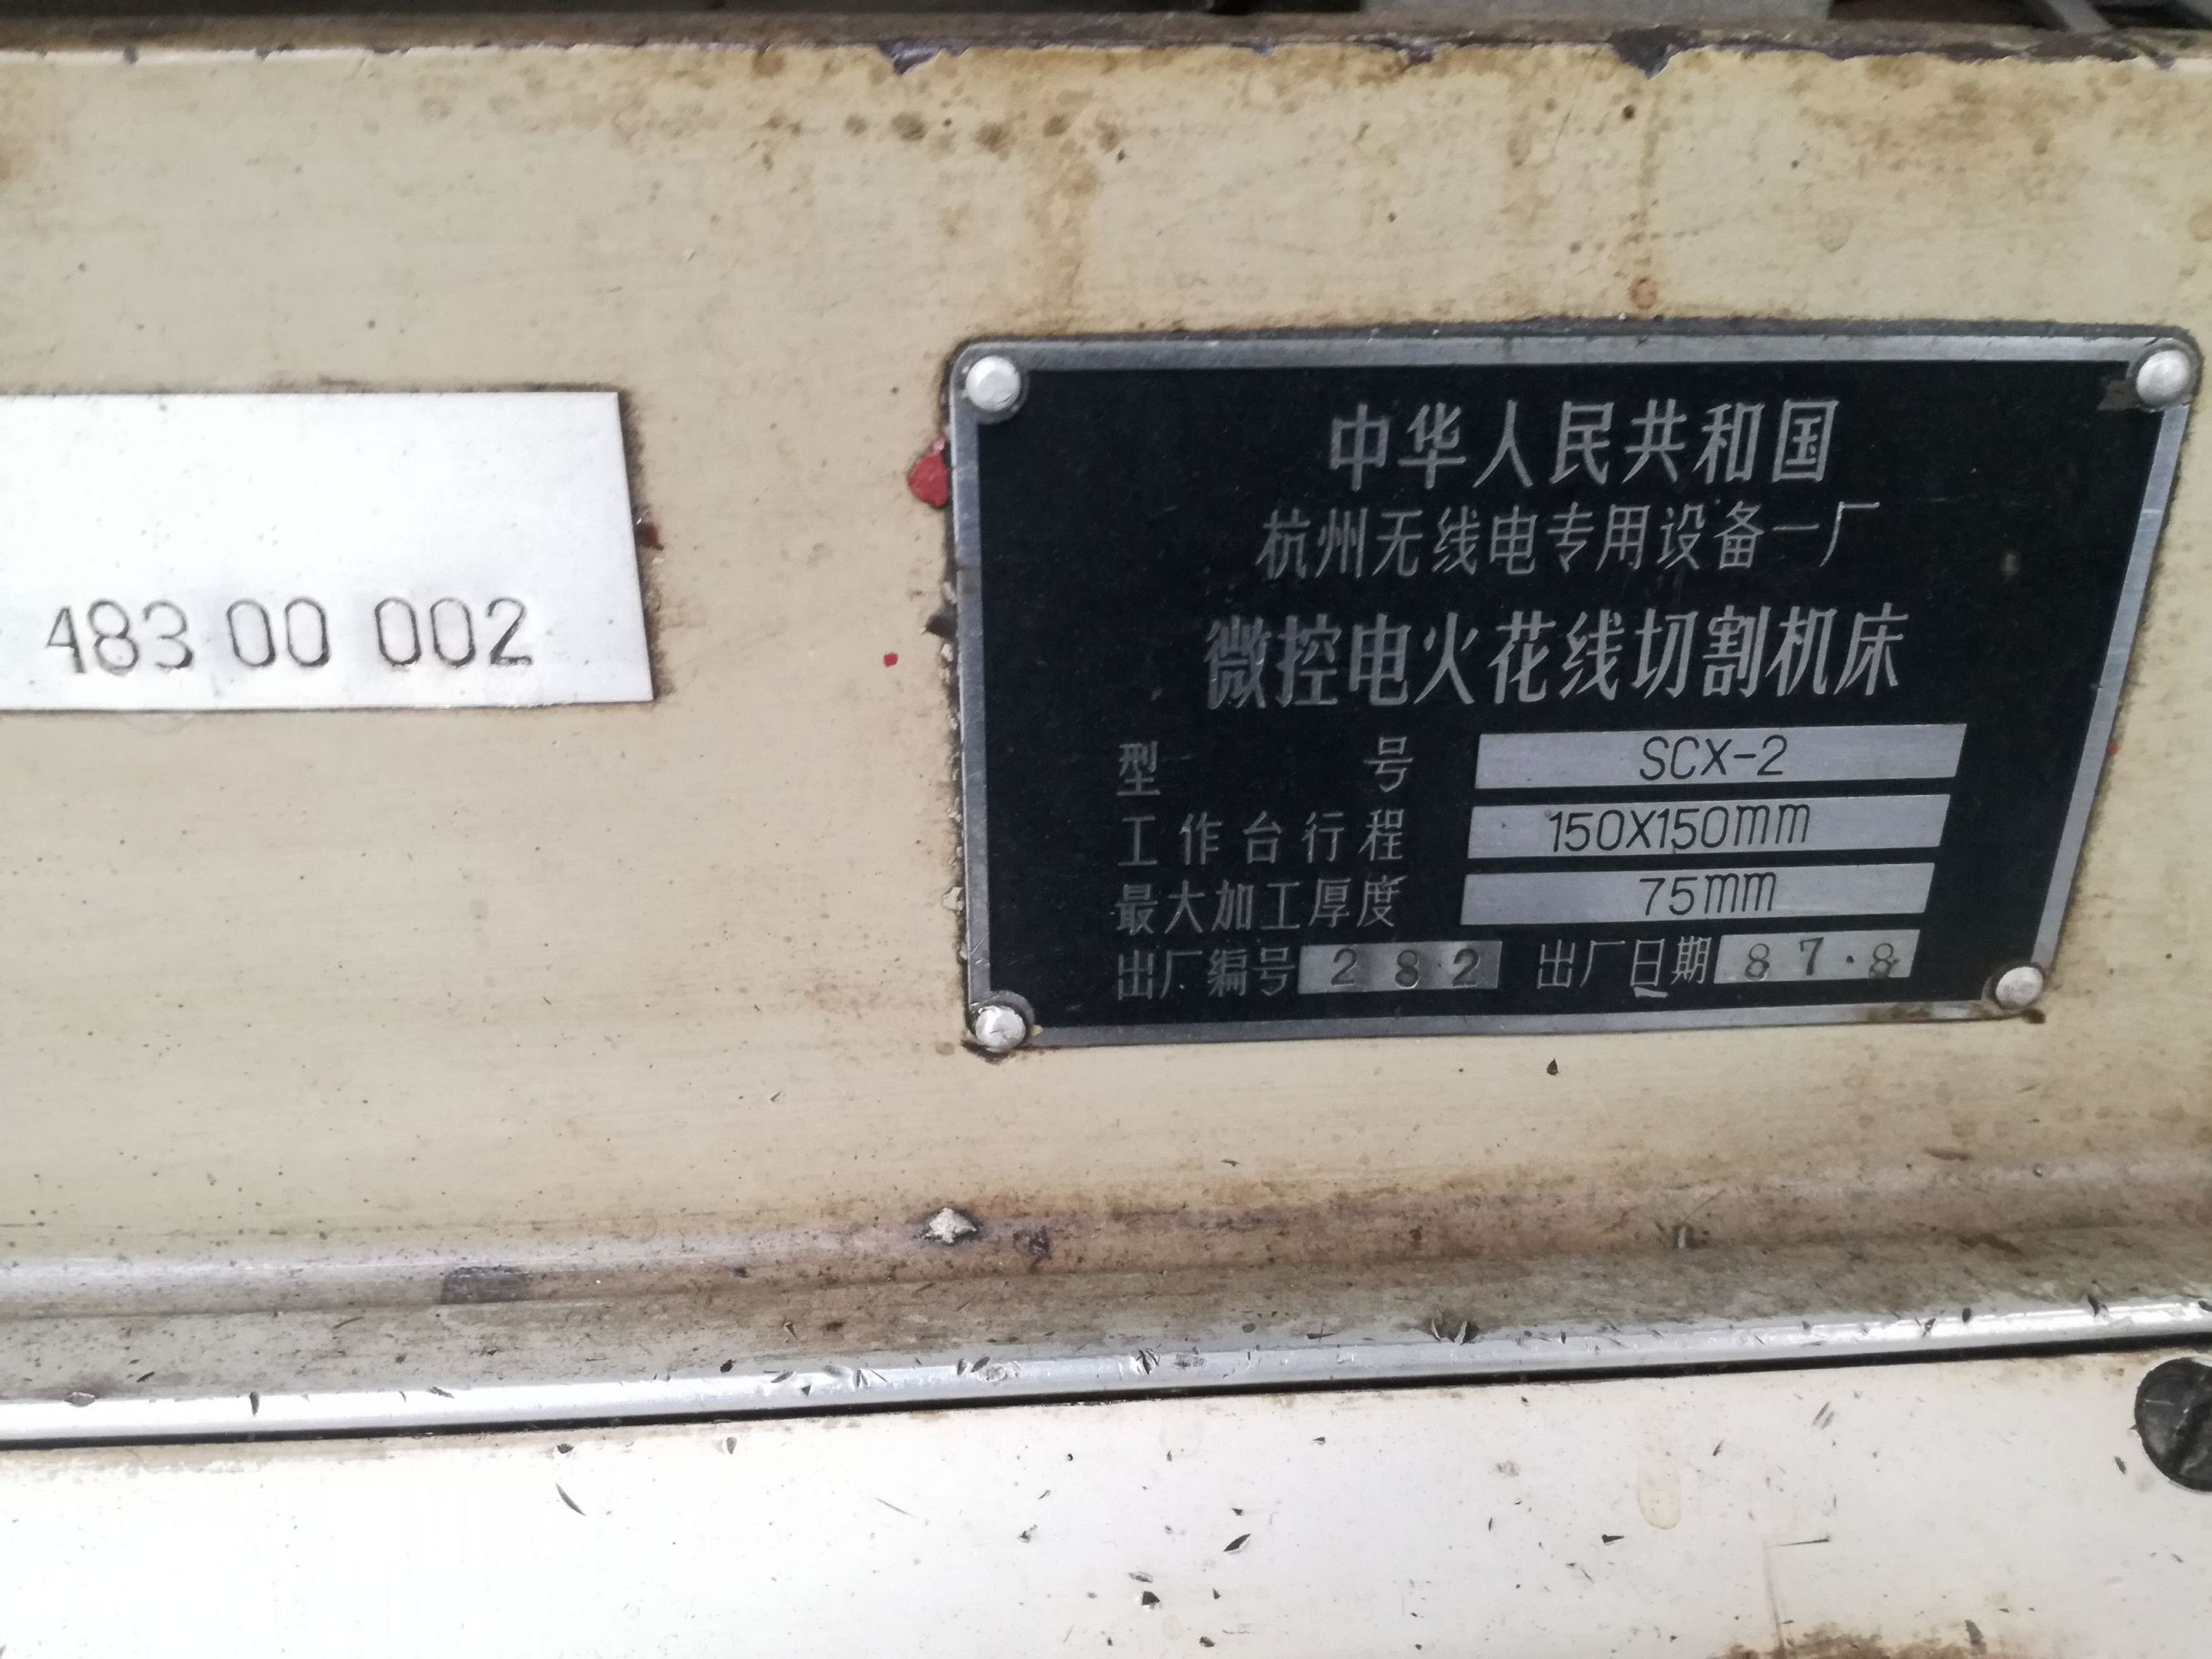 483 00 002
中华人民共和国
杭州无线电专用设备一厂
微控电火花线切割机床
型号 SCX-2
工作台行程 150X150mm
最大加工厚度 75mm
出厂编号 282 出厂日期 87.8